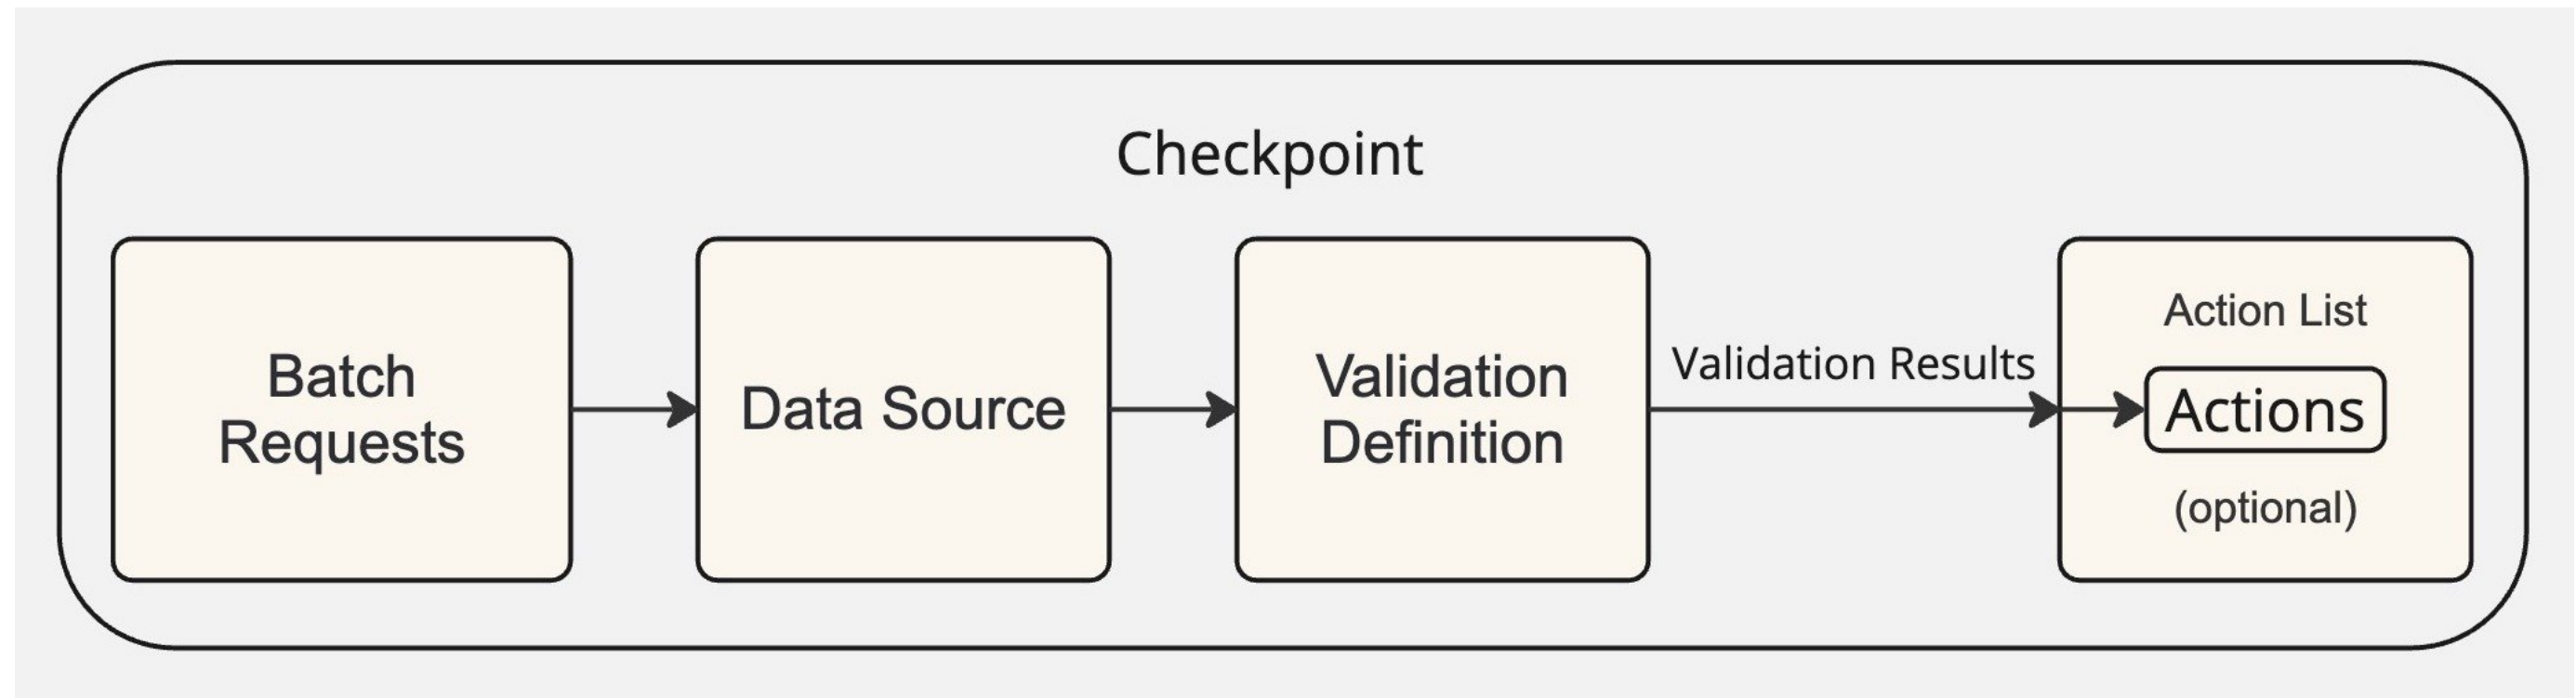 Checkpoint
Batch
Requests
Data Source
Validation
Definition
Validation Results
Action List
Actions
(optional)